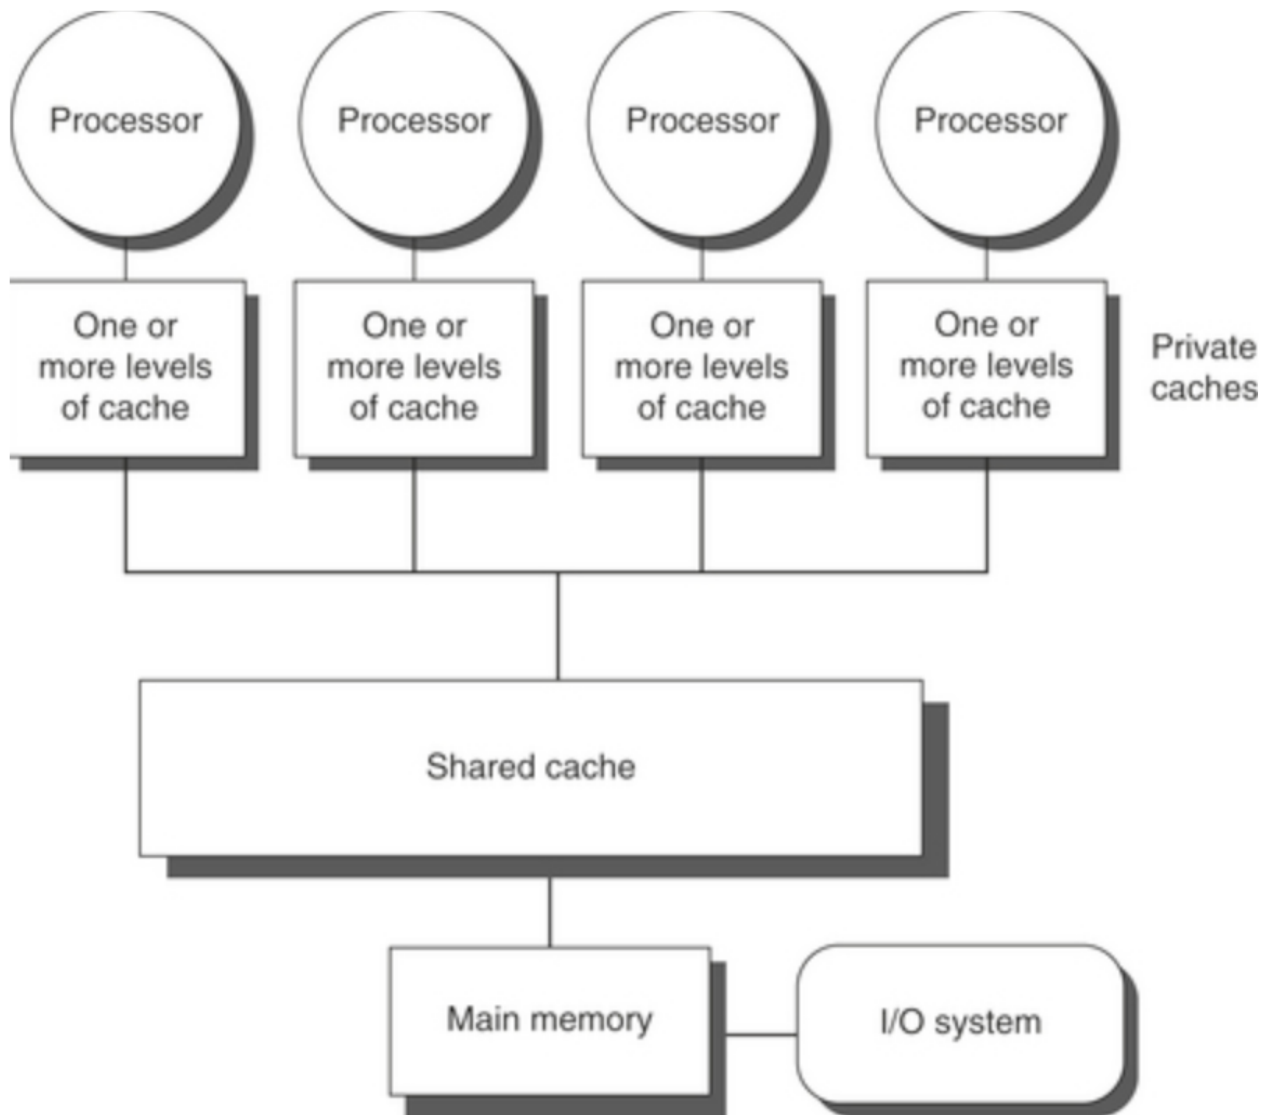 Processor
Processor
Processor
Processor
One or
more levels
of cache
One or
more levels
of cache
One or
more levels
of cache
One or
more levels
of cache
Private
caches
Shared cache
Main memory
I/O system